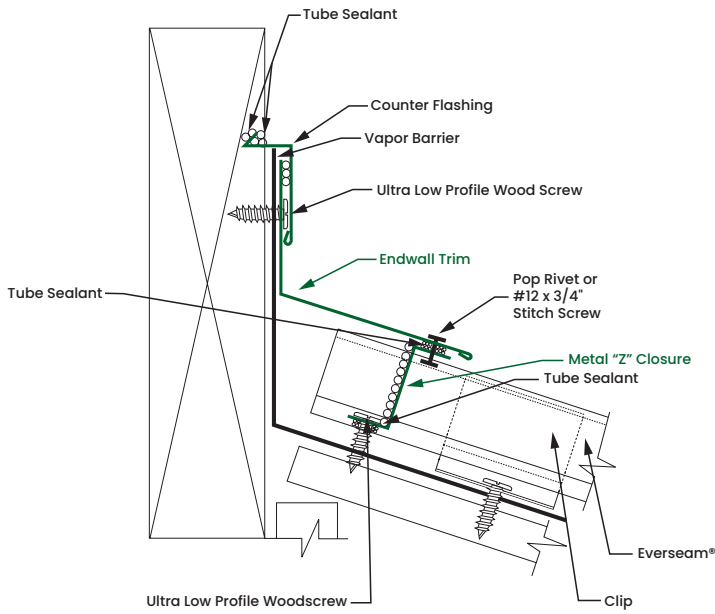 Tube Sealant
Counter Flashing
Vapor Barrier
Ultra Low Profile Wood Screw
Endwall Trim
Pop Rivet or
#12 x 3/4"
Stitch Screw
Tube Sealant
Metal “Z” Closure
Tube Sealant
Everseam®
Ultra Low Profile Woodscrew
Clip